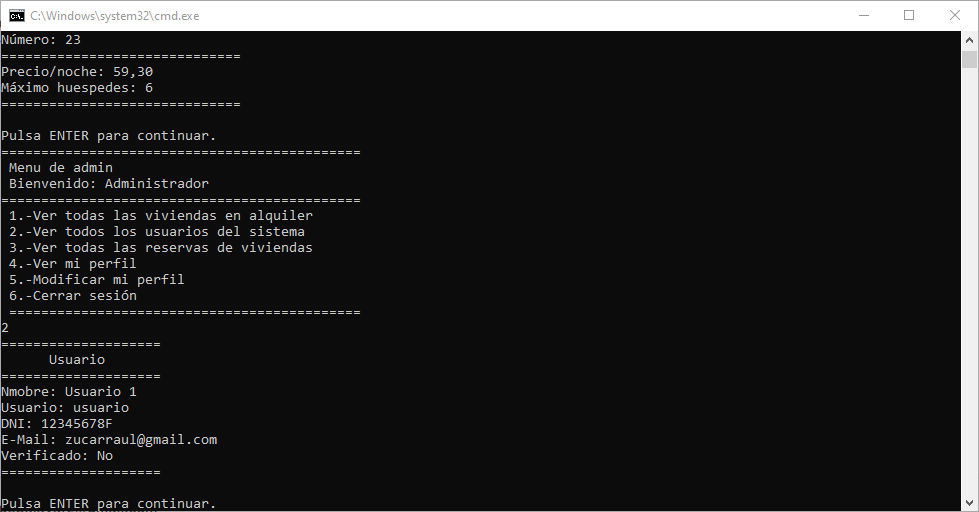 C:\Windows\system32\cmd.exe
Número: 23
==============================
Precio/noche: 59,30
Máximo huespedes: 6
==============================
Pulsa ENTER para continuar.
=============================================
Menu de admin
Bienvenido: Administrador
=============================================
1.-Ver todas las viviendas en alquiler
2.-Ver todos los usuarios del sistema
3.-Ver todas las reservas de viviendas
4.-Ver mi perfil
5.-Modificar mi perfil
6.-Cerrar sesión
============================================
2
====================
Usuario
====================
Nmobre: Usuario 1
Usuario: usuario
DNI: 12345678F
E-Mail: zucarraul@gmail.com
Verificado: No
====================
Pulsa ENTER para continuar.